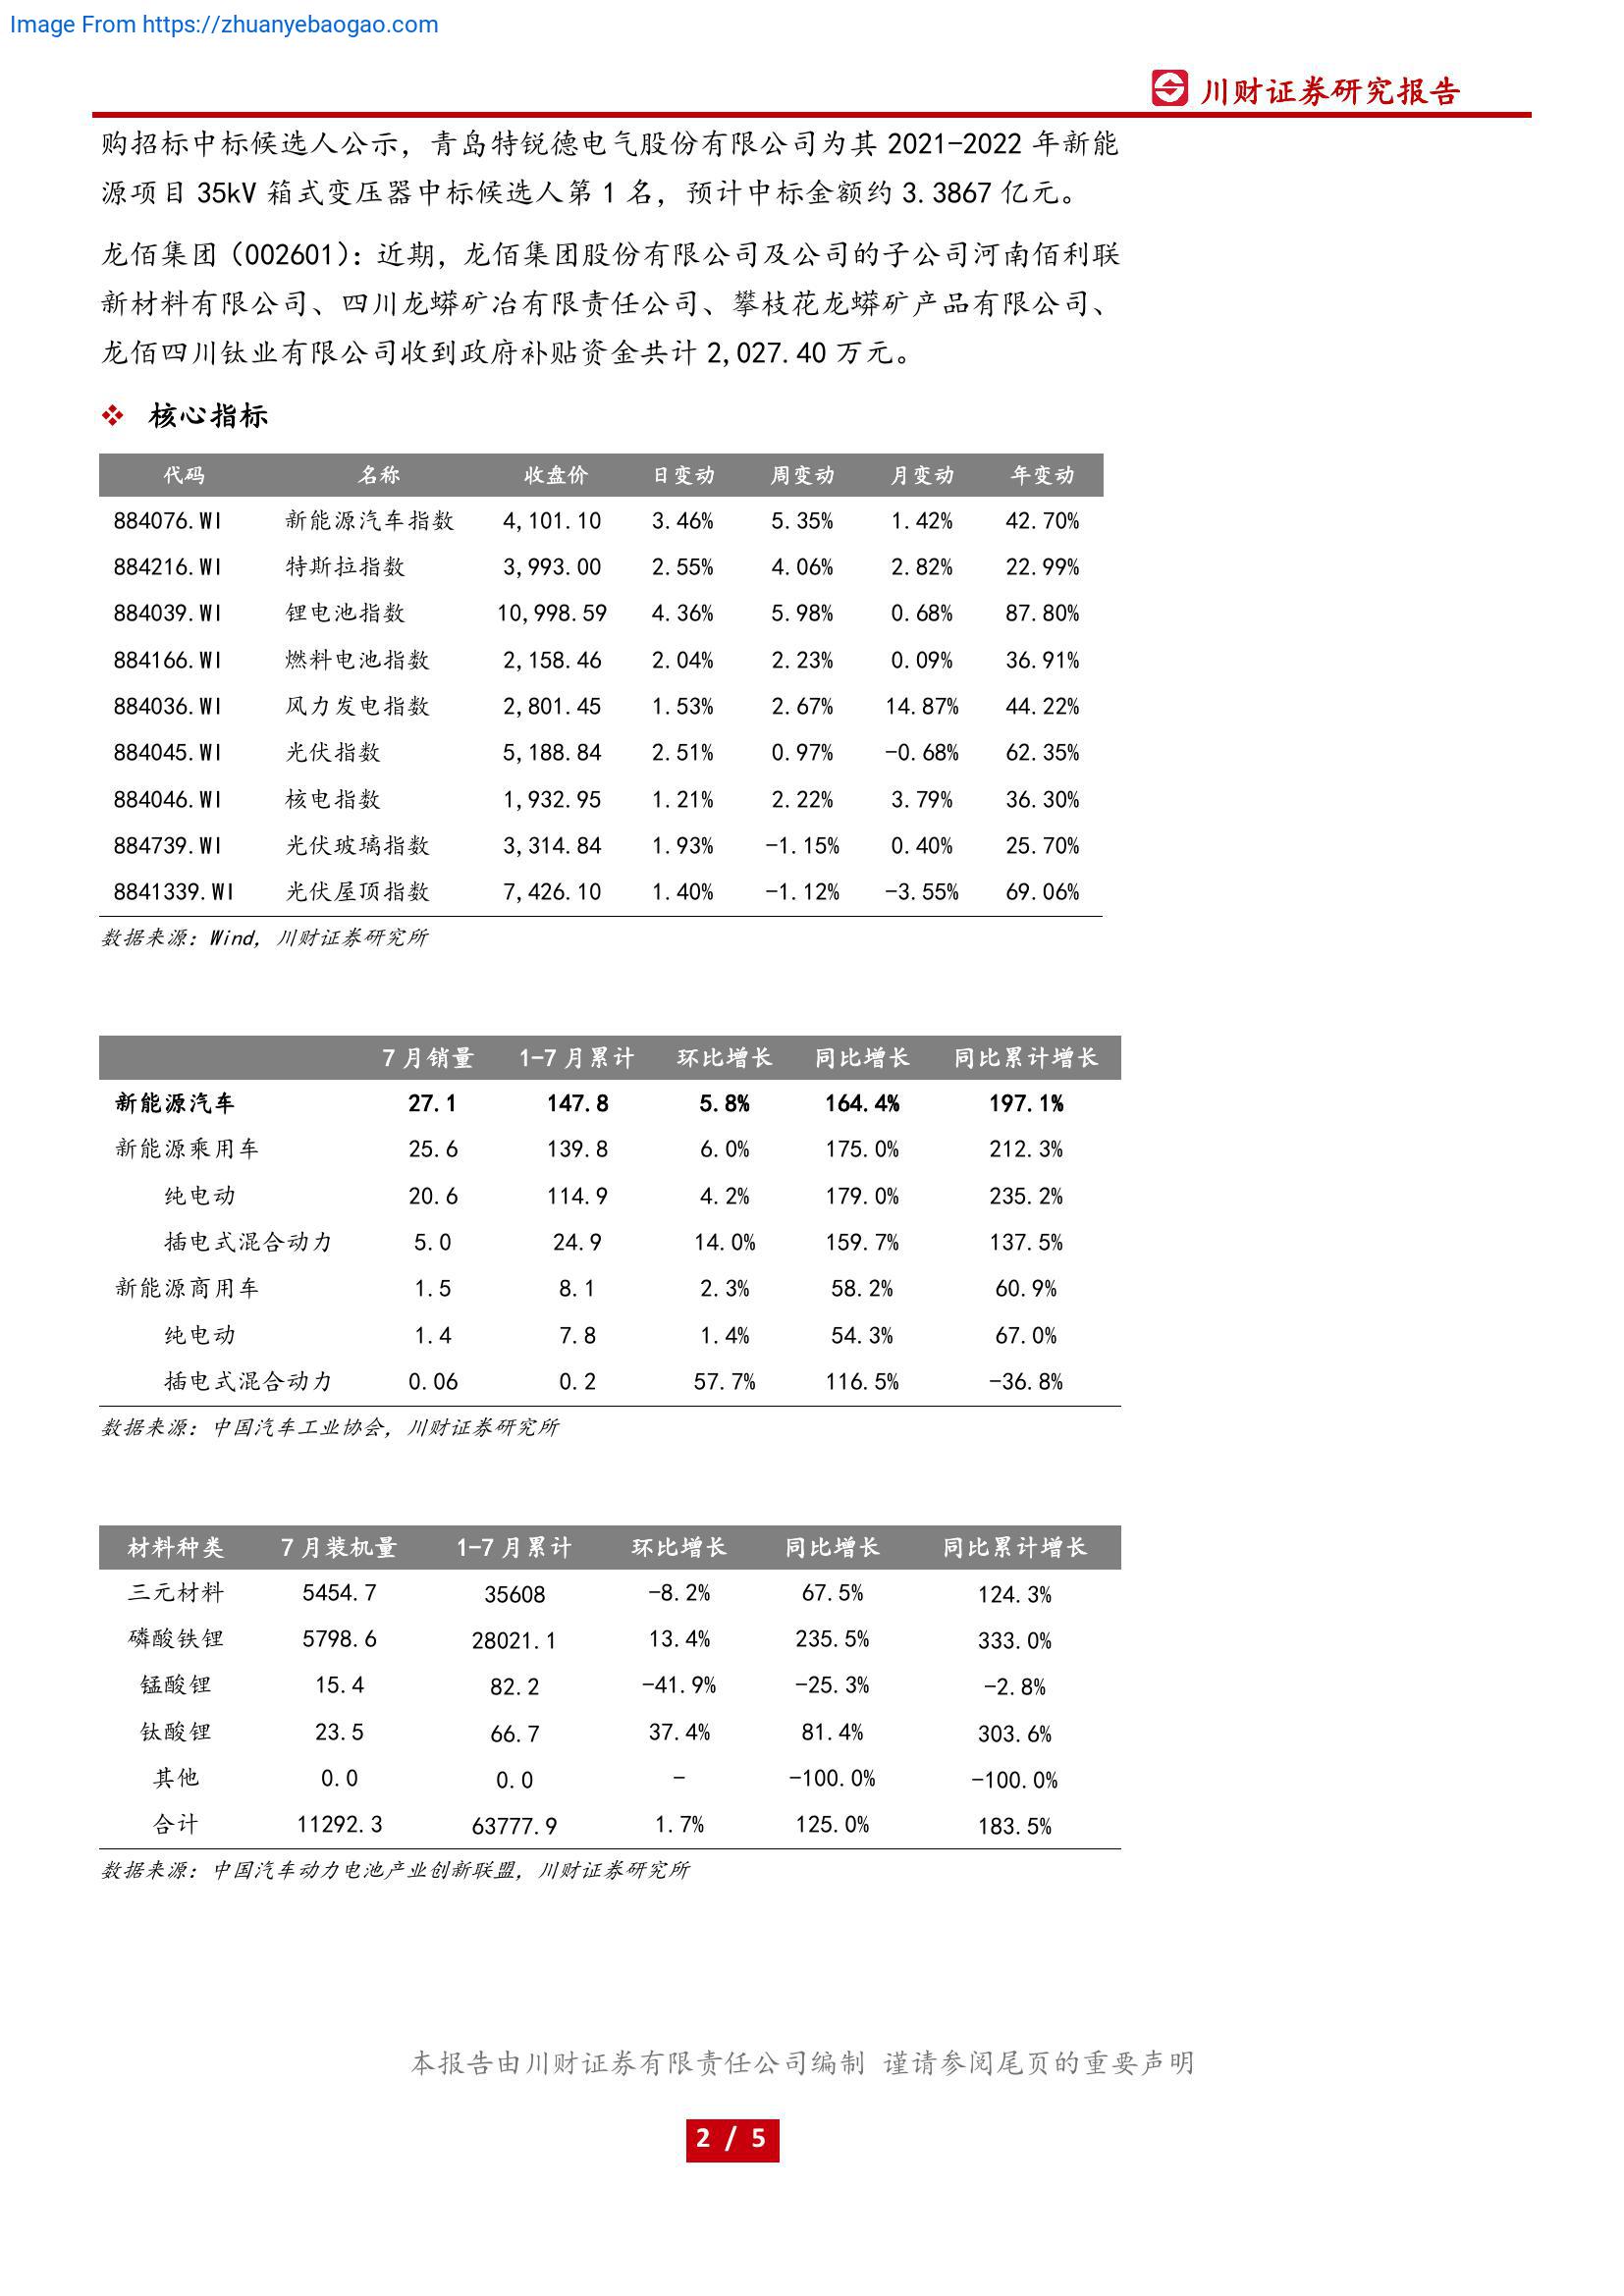 Image From https://zhuanyebaogao.com
川财证券研究报告
购招标中标候选人公示，青岛特锐德电气股份有限公司为其 2021-2022 年新能
源项目 35kV 箱式变压器中标候选人第 1 名，预计中标金额约 3.3867 亿元。
龙佰集团（002601）：近期，龙佰集团股份有限公司及公司的子公司河南佰利联
新材料有限公司、四川龙蟒矿冶有限责任公司、攀枝花龙蟒矿产品有限公司、
龙佰四川钛业有限公司收到政府补贴资金共计 2,027.40 万元。
❖ 核心指标
代码 名称 收盘价 日变动 周变动 月变动 年变动
884076.WI 新能源汽车指数 4,101.10 3.46% 5.35% 1.42% 42.70%
884216.WI 特斯拉指数 3,993.00 2.55% 4.06% 2.82% 22.99%
884039.WI 锂电池指数 10,998.59 4.36% 5.98% 0.68% 87.80%
884166.WI 燃料电池指数 2,158.46 2.04% 2.23% 0.09% 36.91%
884036.WI 风力发电指数 2,801.45 1.53% 2.67% 14.87% 44.22%
884045.WI 光伏指数 5,188.84 2.51% 0.97% -0.68% 62.35%
884046.WI 核电指数 1,932.95 1.21% 2.22% 3.79% 36.30%
884739.WI 光伏玻璃指数 3,314.84 1.93% -1.15% 0.40% 25.70%
8841339.WI 光伏屋顶指数 7,426.10 1.40% -1.12% -3.55% 69.06%
数据来源：Wind，川财证券研究所
7 月销量 1-7 月累计 环比增长 同比增长 同比累计增长
新能源汽车 27.1 147.8 5.8% 164.4% 197.1%
新能源乘用车 25.6 139.8 6.0% 175.0% 212.3%
纯电动 20.6 114.9 4.2% 179.0% 235.2%
插电式混合动力 5.0 24.9 14.0% 159.7% 137.5%
新能源商用车 1.5 8.1 2.3% 58.2% 60.9%
纯电动 1.4 7.8 1.4% 54.3% 67.0%
插电式混合动力 0.06 0.2 57.7% 116.5% -36.8%
数据来源：中国汽车工业协会，川财证券研究所
材料种类 7 月装机量 1-7 月累计 环比增长 同比增长 同比累计增长
三元材料 5454.7 35608 -8.2% 67.5% 124.3%
磷酸铁锂 5798.6 28021.1 13.4% 235.5% 333.0%
锰酸锂 15.4 82.2 -41.9% -25.3% -2.8%
钛酸锂 23.5 66.7 37.4% 81.4% 303.6%
其他 0.0 0.0 - -100.0% -100.0%
合计 11292.3 63777.9 1.7% 125.0% 183.5%
数据来源：中国汽车动力电池产业创新联盟，川财证券研究所
本报告由川财证券有限责任公司编制 谨请参阅尾页的重要声明
2 / 5